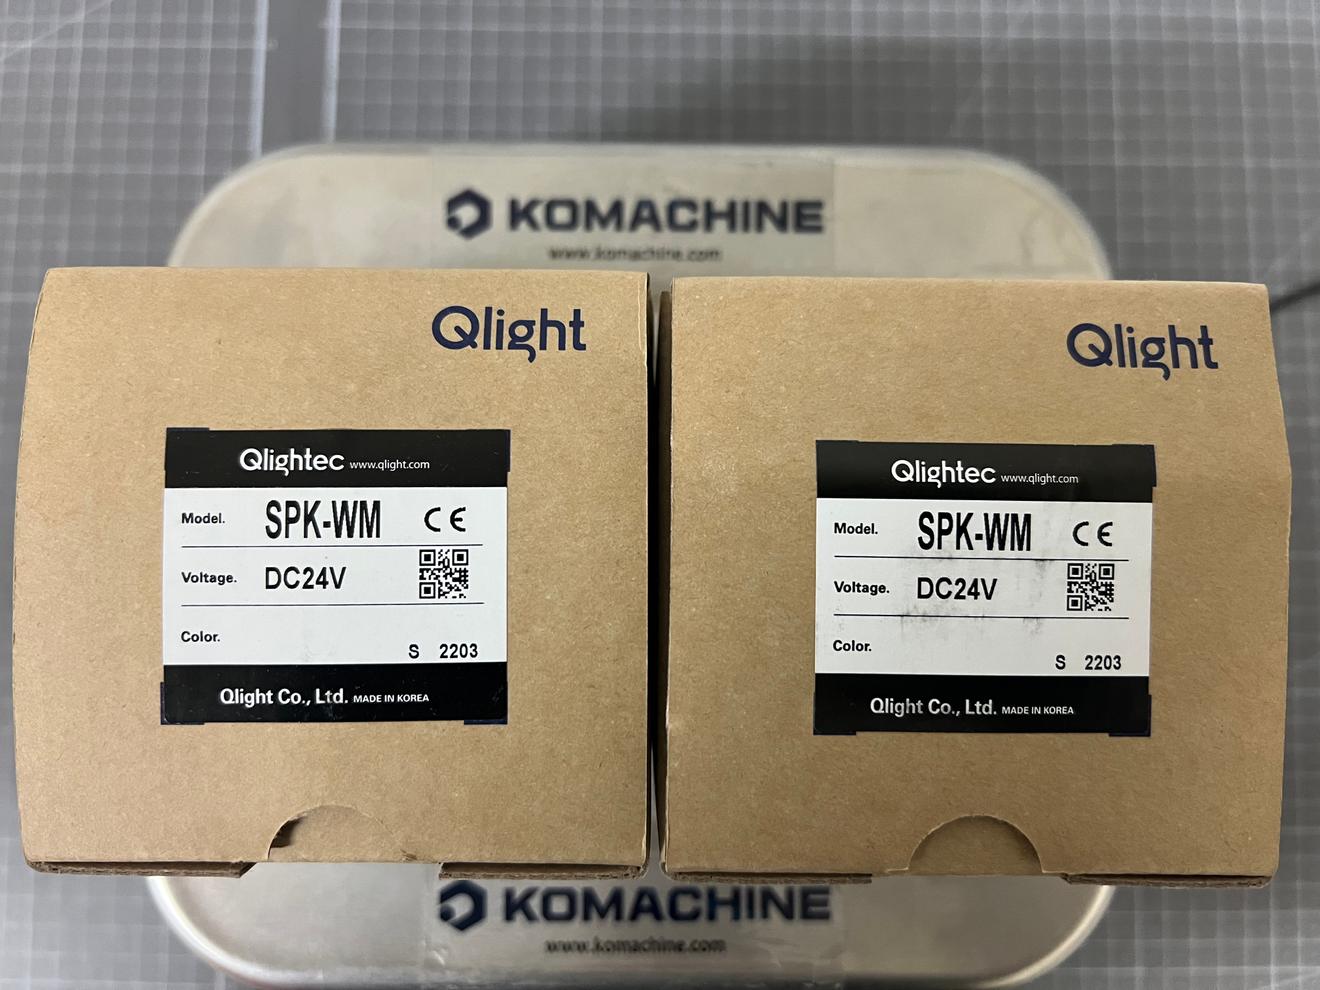 KOMACHINE
www.komachine.com
Qlight
Qlightec www.qlight.com
Model. SPK-WM CE
Voltage. DC24V
Color.
S 2203
Qlight Co., Ltd. MADE IN KOREA
Qlight
Qlightec www.qlight.com
Model. SPK-WM CE
Voltage. DC24V
Color.
S 2203
Qlight Co., Ltd. MADE IN KOREA
KOMACHINE
www.komachine.com